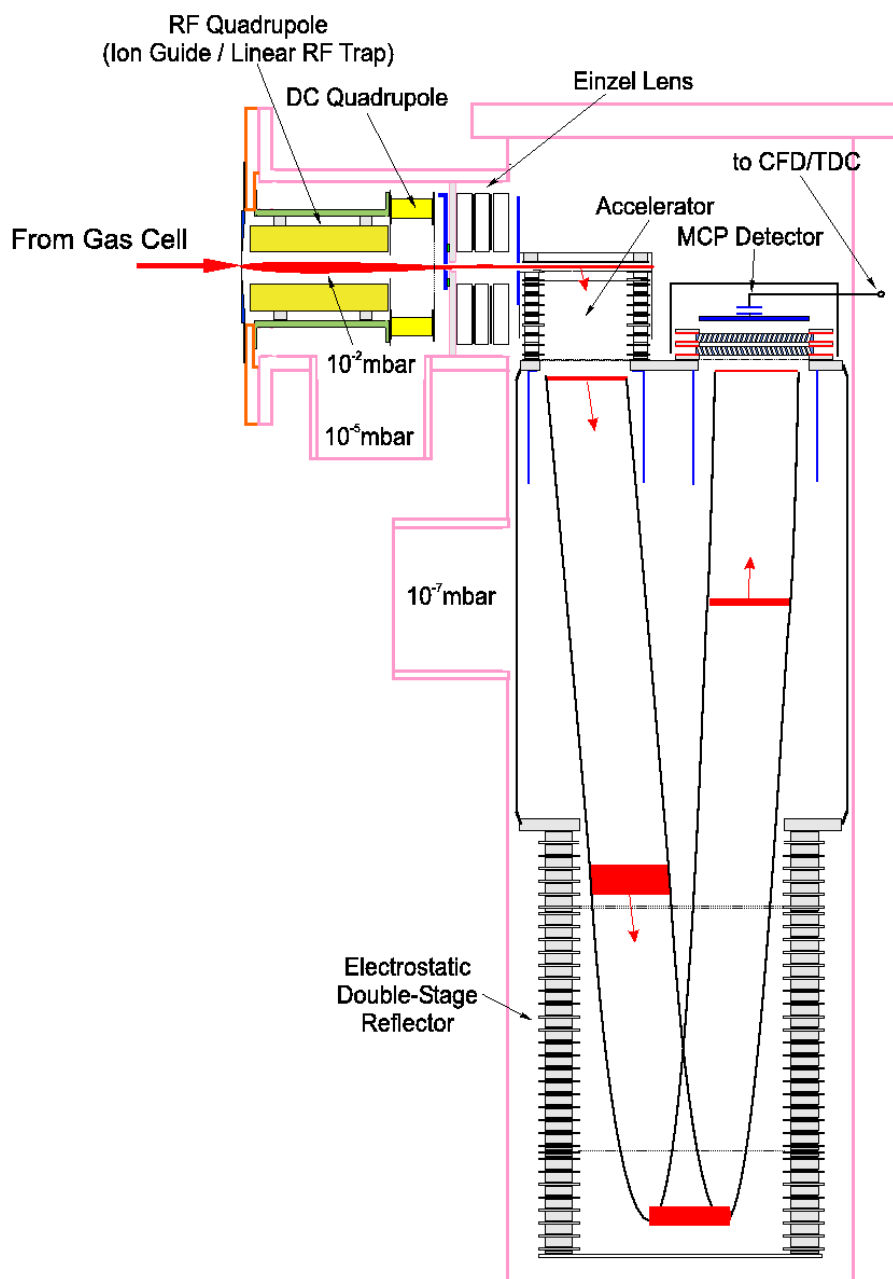 RF Quadrupole
(Ion Guide / Linear RF Trap)
DC Quadrupole
Einzel Lens
to CFD/TDC
Accelerator
MCP Detector
From Gas Cell
10⁻²mbar
10⁻⁵mbar
10⁻⁷mbar
Electrostatic
Double-Stage
Reflector